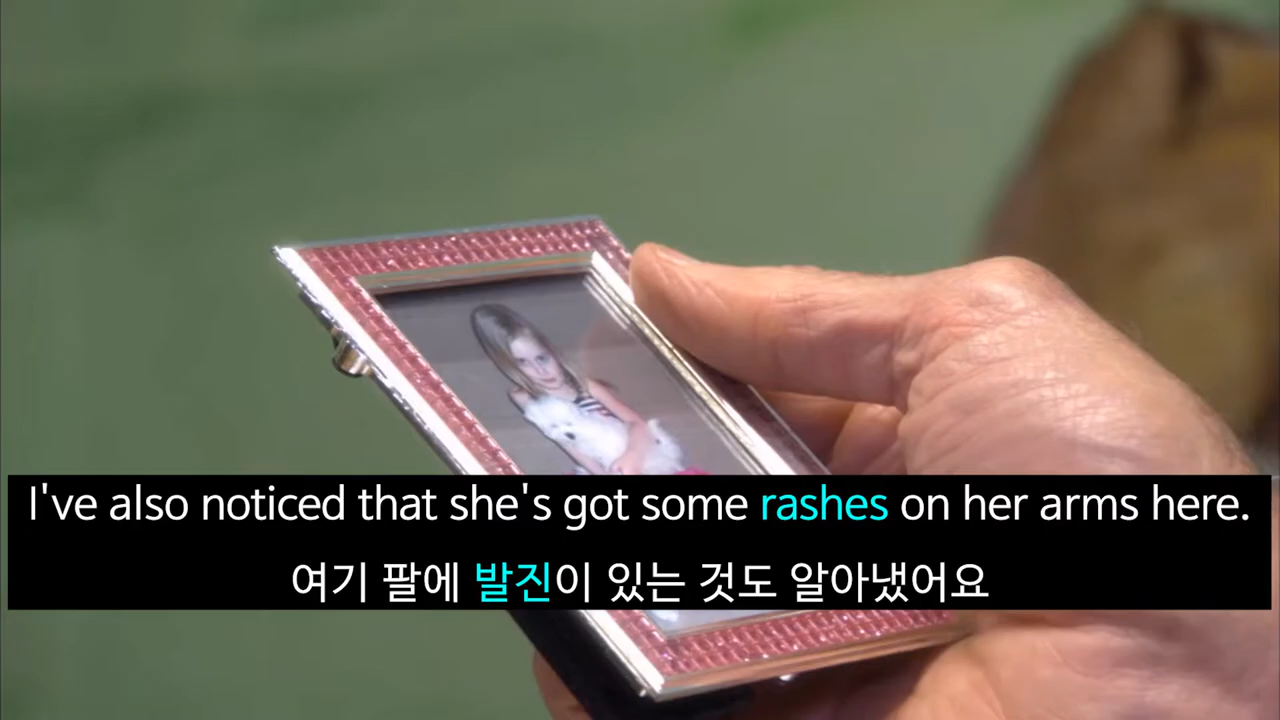 I've also noticed that she's got some rashes on her arms here.
여기 팔에 발진이 있는 것도 알아냈어요